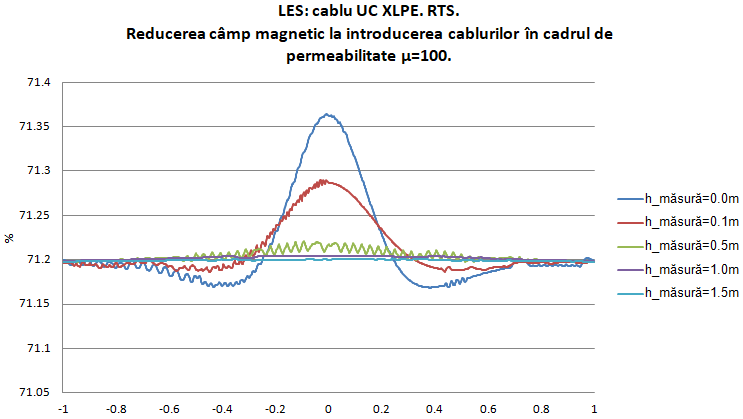 LES: cablu UC XLPE. RTS.
Reducerea câmp magnetic la introducerea cablurilor în cadrul de
permeabilitate µ=100.
71.4
71.35
71.3
71.25
71.2
71.15
71.1
71.05
%
-1 -0.8 -0.6 -0.4 -0.2 0 0.2 0.4 0.6 0.8 1
h_măsură=0.0m
h_măsură=0.1m
h_măsură=0.5m
h_măsură=1.0m
h_măsură=1.5m